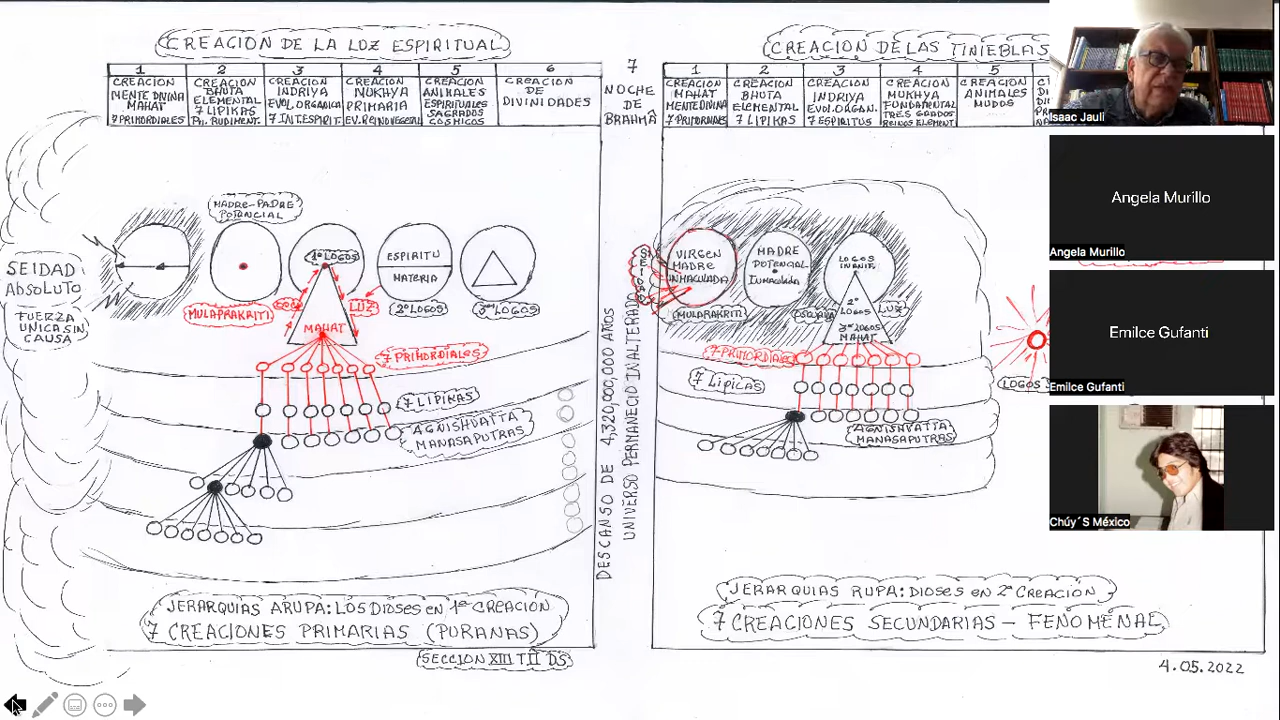 CREACION DE LA LUZ ESPIRITUAL
1
CREACION
MENTE DIVINA
MAHAT
7 PRIMORDIALES
2
CREACION
BHUTA
ELEMENTAL
7 LIPIKAS
PR. RUDIMENT.
3
CREACION
INDRIYA
EVOL. ORGANICA
7 INT ESPIRIT.
4
CREACION
MUKHYA
PRIMARIA
EV. REINO VEGETAL
5
CREACION
ANIMALES
ESPIRITUALES
SAGRADOS
COSMICOS
6
CREACION
DE
DIVINIDADES
7
NOCHE
DE
BRAHMÂ
CREACION DE LAS TINIEBLAS
1
CREACION
MAHAT
MENTE DIVINA
7 PRIMORDIALES
2
CREACION
BHUTA
ELEMENTAL
7 LIPIKAS
3
CREACION
INDRIYA
EVOL. ORGAN.
7 ESPIRITUS
4
CREACION
MUKHYA
FUNDAMENTAL
TRES GRADOS
REINOS ELEMENT.
5
CREACION
ANIMALES
MUDOS
SEIDAD
ABSOLUTO
FUERZA
UNICA SIN
CAUSA
MADRE-PADRE
POTENCIAL
MULAPRAKRITI
1º LOGOS
LUZ
MAHAT
ESPIRITU
MATERIA
2º LOGOS
3er LOGOS
7 PRIMORDIALES
7 LIPIKAS
AGNISHVATTA
MANASAPUTRAS
JERARQUIAS ARUPA: LOS DIOSES EN 1ª CREACION
7 CREACIONES PRIMARIAS (PURANAS)
SECCION XIII T II DS
DESCANSO DE 4,320,000,000 AÑOS
UNIVERSO PERMANECIO INALTERADO
VIRGEN
MADRE
INMACULADA
MULAPRAKRITI
MADRE
POTENCIAL
INMACULADA
2º
LOGOS
3er LOGOS
MAHAT
LUZ
7 PRIMORDIALES
7 LIPICAS
AGNISHVATTA
MANASAPUTRAS
JERARQUIAS RUPA: DIOSES EN 2ª CREACION
7 CREACIONES SECUNDARIAS – FENOMENAL
4.05.2022
Isaac Jauli
Angela Murillo
Angela Murillo
Emilce Gufanti
Emilce Gufanti
Chúy´S México